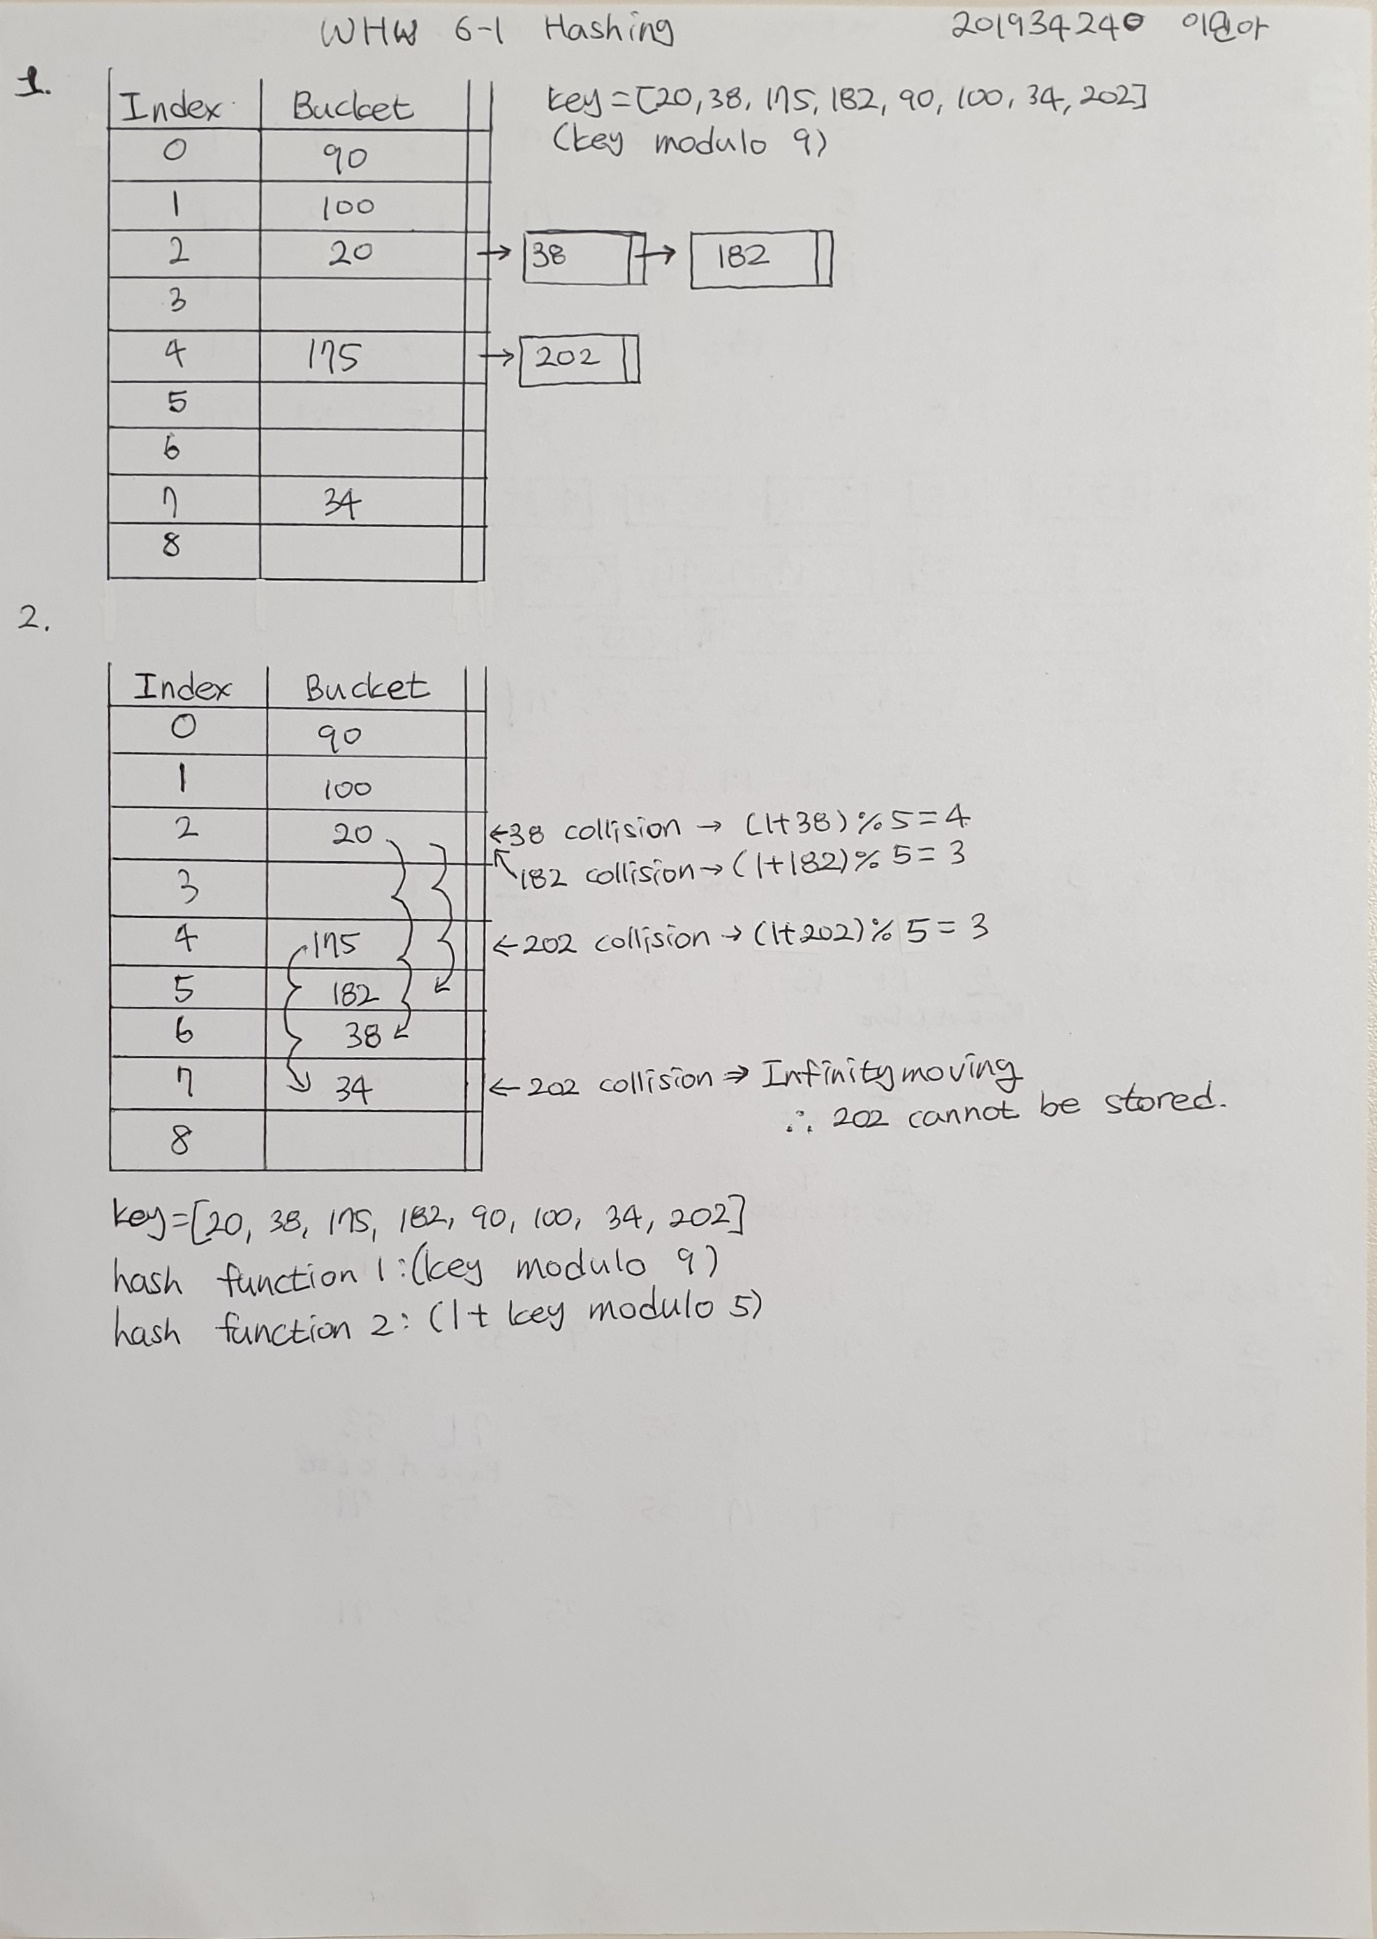 WHW 6-1 Hashing 201934240 이민아
1.
Index Bucket
key=[20, 38, 175, 182, 90, 100, 34, 202]
(key modulo 9)
0 90
1 100
2 20 → 38 → 182
3
4 175 → 202
5
6
7 34
8
2.
Index Bucket
0 90
1 100
2 20 ←38 collision → (1+38)%5=4
↖182 collision→(1+182)%5=3
3
4 175 ←202 collision → (1+202)%5=3
5 182
6 38
7 34 ←202 collision ⇒ Infinity moving
∴ 202 cannot be stored.
8
key=[20, 38, 175, 182, 90, 100, 34, 202]
hash function 1:(key modulo 9)
hash function 2: (1+ key modulo 5)